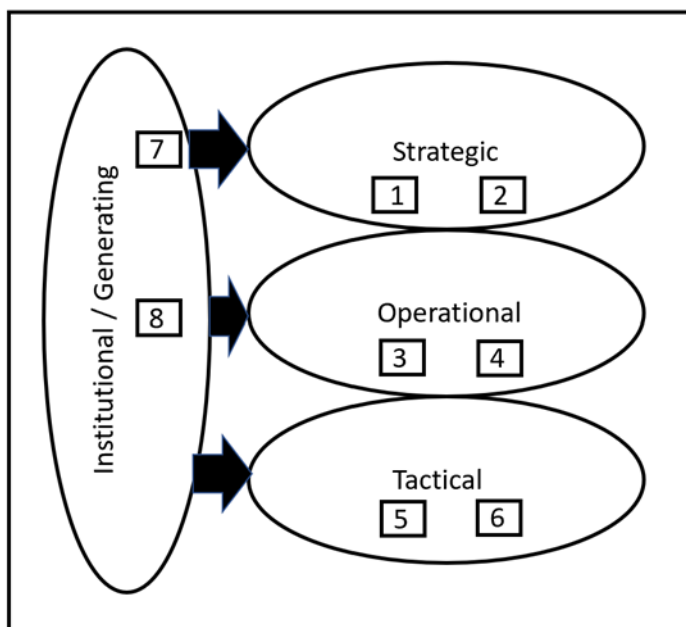 Institutional / Generating
7
8
Strategic
1 2
Operational
3 4
Tactical
5 6